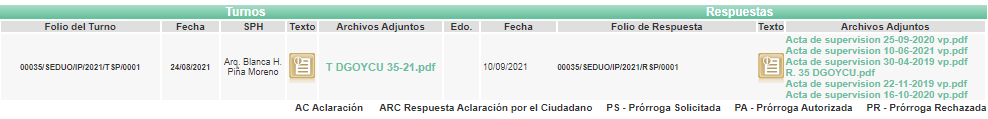 Turnos Respuestas
Folio del Turno Fecha SPH Texto Archivos Adjuntos Edo. Fecha Folio de Respuesta Texto Archivos Adjuntos
00035/SEDUO/IP/2021/TSP/0001 24/08/2021 Arq. Blanca H. Piña Moreno T DGOYCU 35-21.pdf 10/09/2021 00035/SEDUO/IP/2021/RSP/0001
Acta de supervision 25-09-2020 vp.pdf
Acta de supervision 10-06-2021 vp.pdf
Acta de supervision 30-04-2019 vp.pdf
R. 35 DGOYCU.pdf
Acta de supervision 22-11-2019 vp.pdf
Acta de supervision 16-10-2020 vp.pdf
AC Aclaración ARC Respuesta Aclaración por el Ciudadano PS - Prórroga Solicitada PA - Prórroga Autorizada PR - Prórroga Rechazada